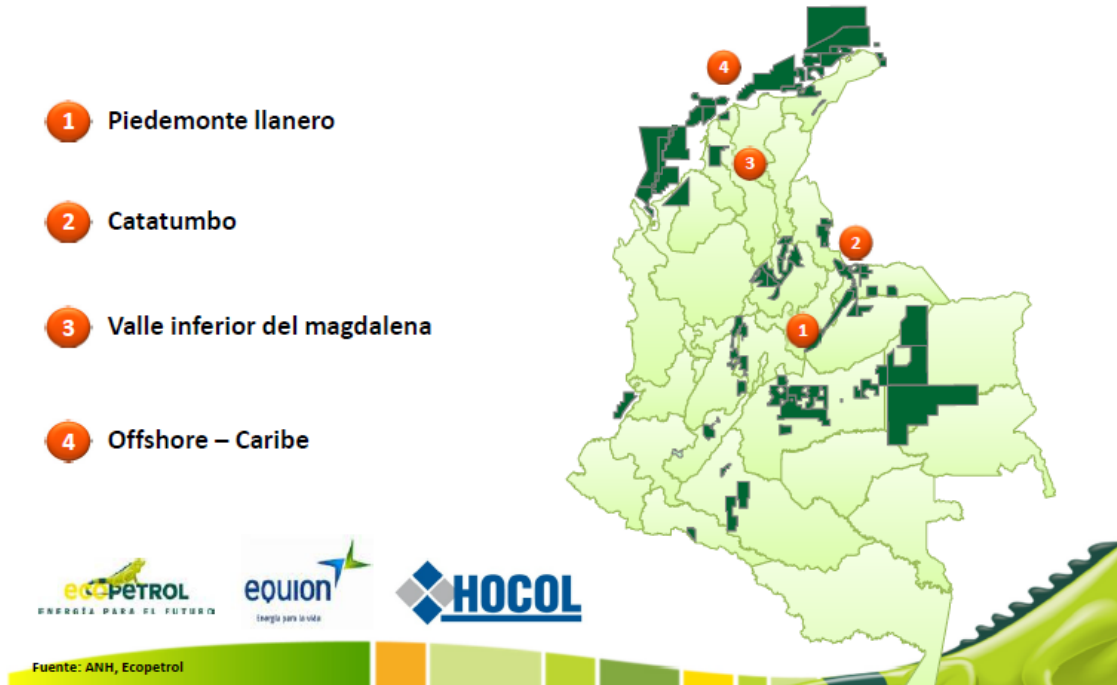 1 Piedemonte llanero
2 Catatumbo
3 Valle inferior del magdalena
4 Offshore – Caribe
4
3
2
1
ecoPETROL
ENERGÍA PARA EL FUTURO
equion
Energía para la vida
HOCOL
Fuente: ANH, Ecopetrol